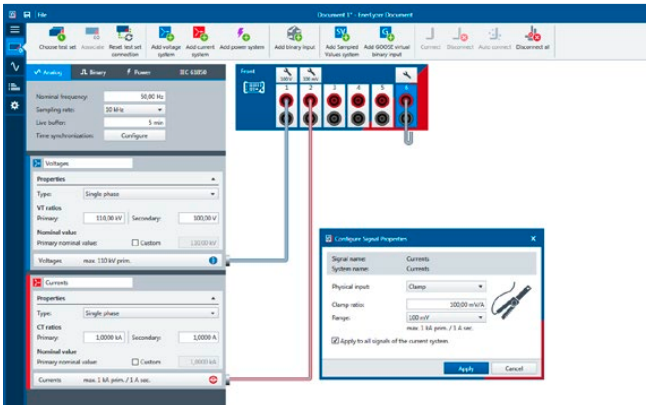 File
Document 1* - EnerLyzer Document
Choose test set
Associate
Reset test set connection
Add voltage system
Add current system
Add power system
Add binary input
Add Sampled Values system
Add GOOSE virtual binary input
Connect
Disconnect
Auto connect
Disconnect all
Analog
Binary
Power
IEC 61850
Nominal frequency: 50,00 Hz
Sampling rate: 10 kHz
Live buffer: 5 min
Time synchronization: Configure
Voltages
Properties
Type: Single phase
VT ratios
Primary: 110,00 kV Secondary: 100,00 V
Nominal value
Primary nominal value: Custom 110,00 kV
Voltages max. 110 kV prim.
Currents
Properties
Type: Single phase
CT ratios
Primary: 1,0000 kA Secondary: 1,0000 A
Nominal value
Primary nominal value: Custom 1,0000 kA
Currents max. 1 kA prim. / 1 A sec.
Front
100 V
100 mV
1 2 3 4 5 6
Configure Signal Properties
Signal name: Currents
System name: Currents
Physical input: Clamp
Clamp ratio: 100,00 mV/A
Range: 100 mV
max. 1 kA prim. / 1 A sec.
Apply to all signals of the current system.
Apply
Cancel